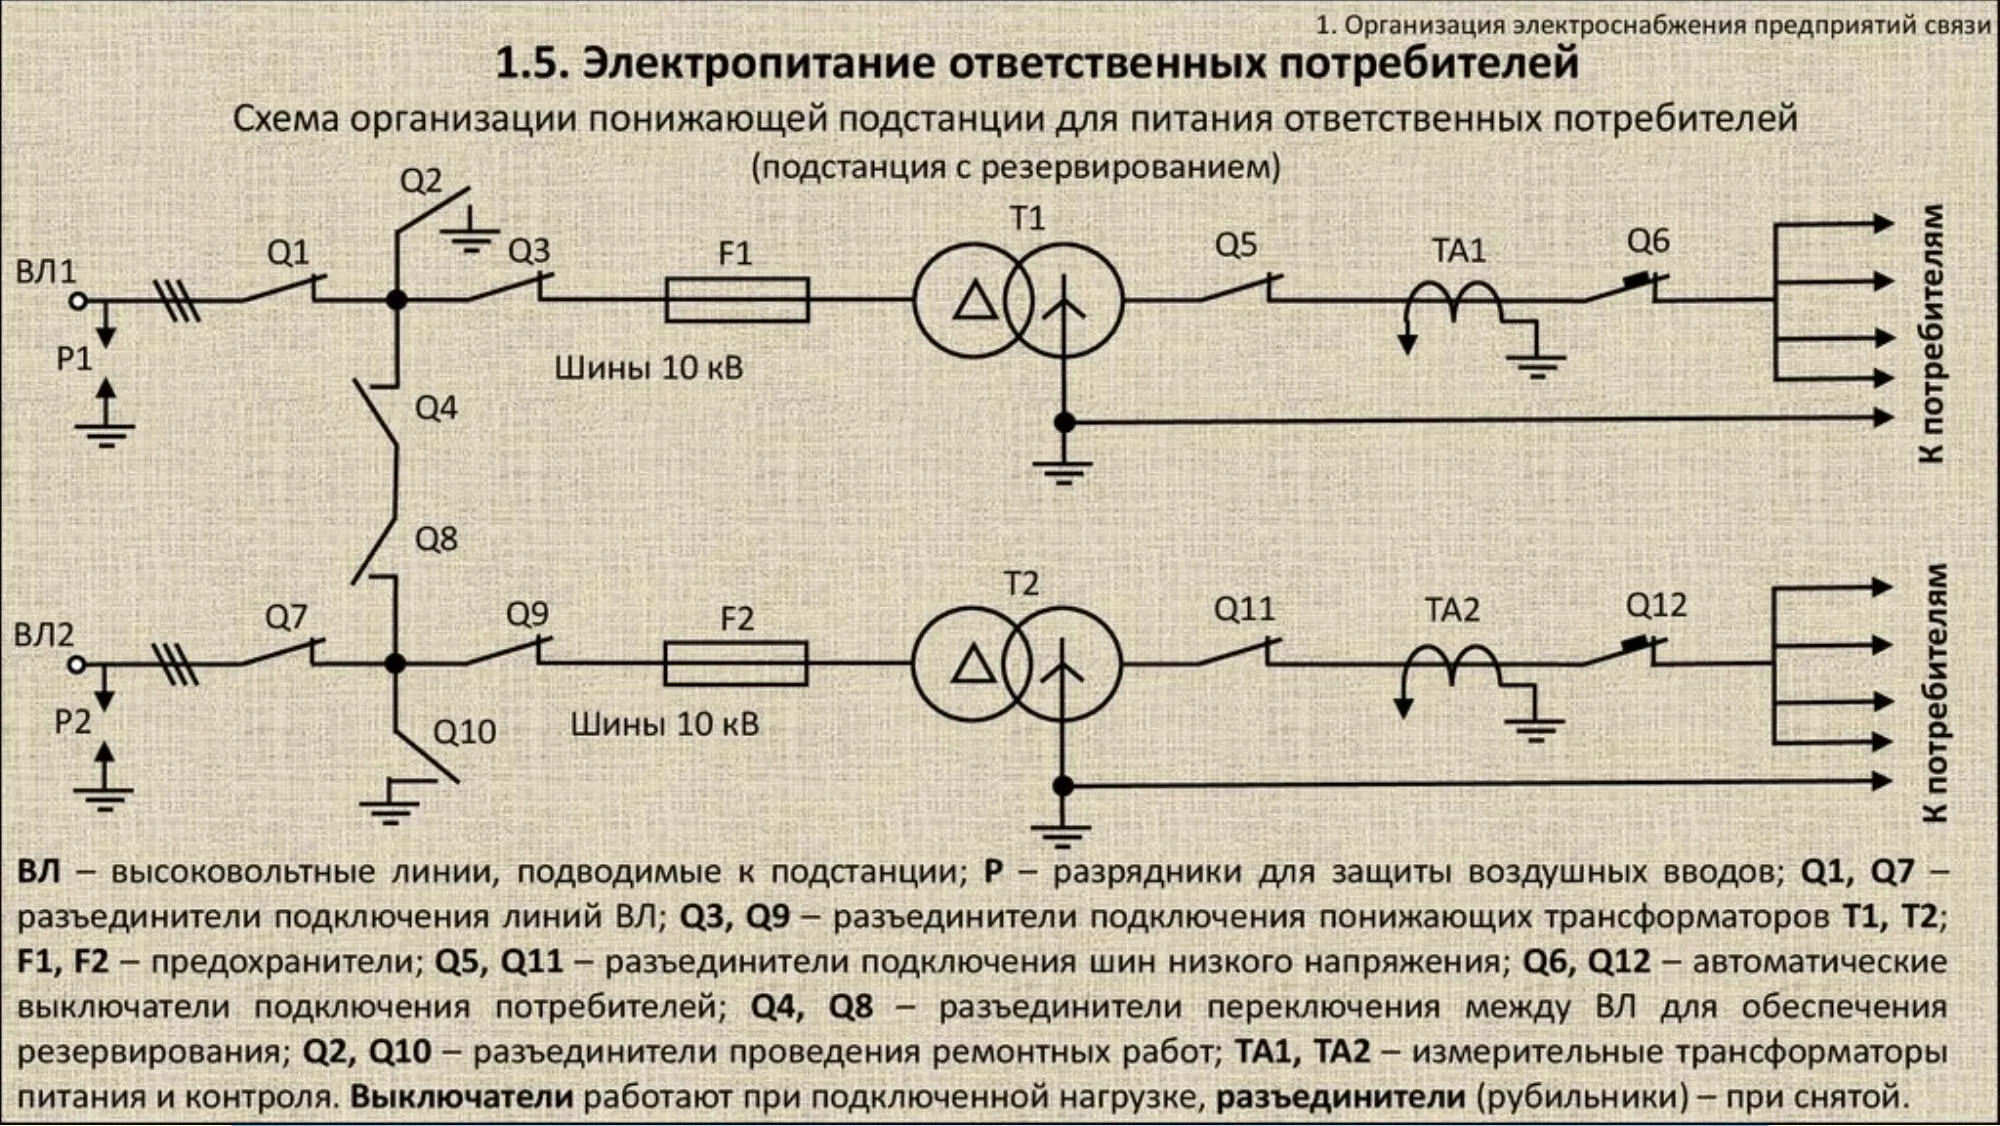 1. Организация электроснабжения предприятий связи
1.5. Электропитание ответственных потребителей
Схема организации понижающей подстанции для питания ответственных потребителей
(подстанция с резервированием)
Q2
T1
ВЛ1
Q1
Q3
F1
Q5
TA1
Q6
К потребителям
P1
Шины 10 кВ
Q4
Q8
T2
ВЛ2
Q7
Q9
F2
Q11
TA2
Q12
К потребителям
P2
Q10
Шины 10 кВ
ВЛ – высоковольтные линии, подводимые к подстанции; Р – разрядники для защиты воздушных вводов; Q1, Q7 –
разъединители подключения линий ВЛ; Q3, Q9 – разъединители подключения понижающих трансформаторов T1, T2;
F1, F2 – предохранители; Q5, Q11 – разъединители подключения шин низкого напряжения; Q6, Q12 – автоматические
выключатели подключения потребителей; Q4, Q8 – разъединители переключения между ВЛ для обеспечения
резервирования; Q2, Q10 – разъединители проведения ремонтных работ; TA1, TA2 – измерительные трансформаторы
питания и контроля. Выключатели работают при подключенной нагрузке, разъединители (рубильники) – при снятой.